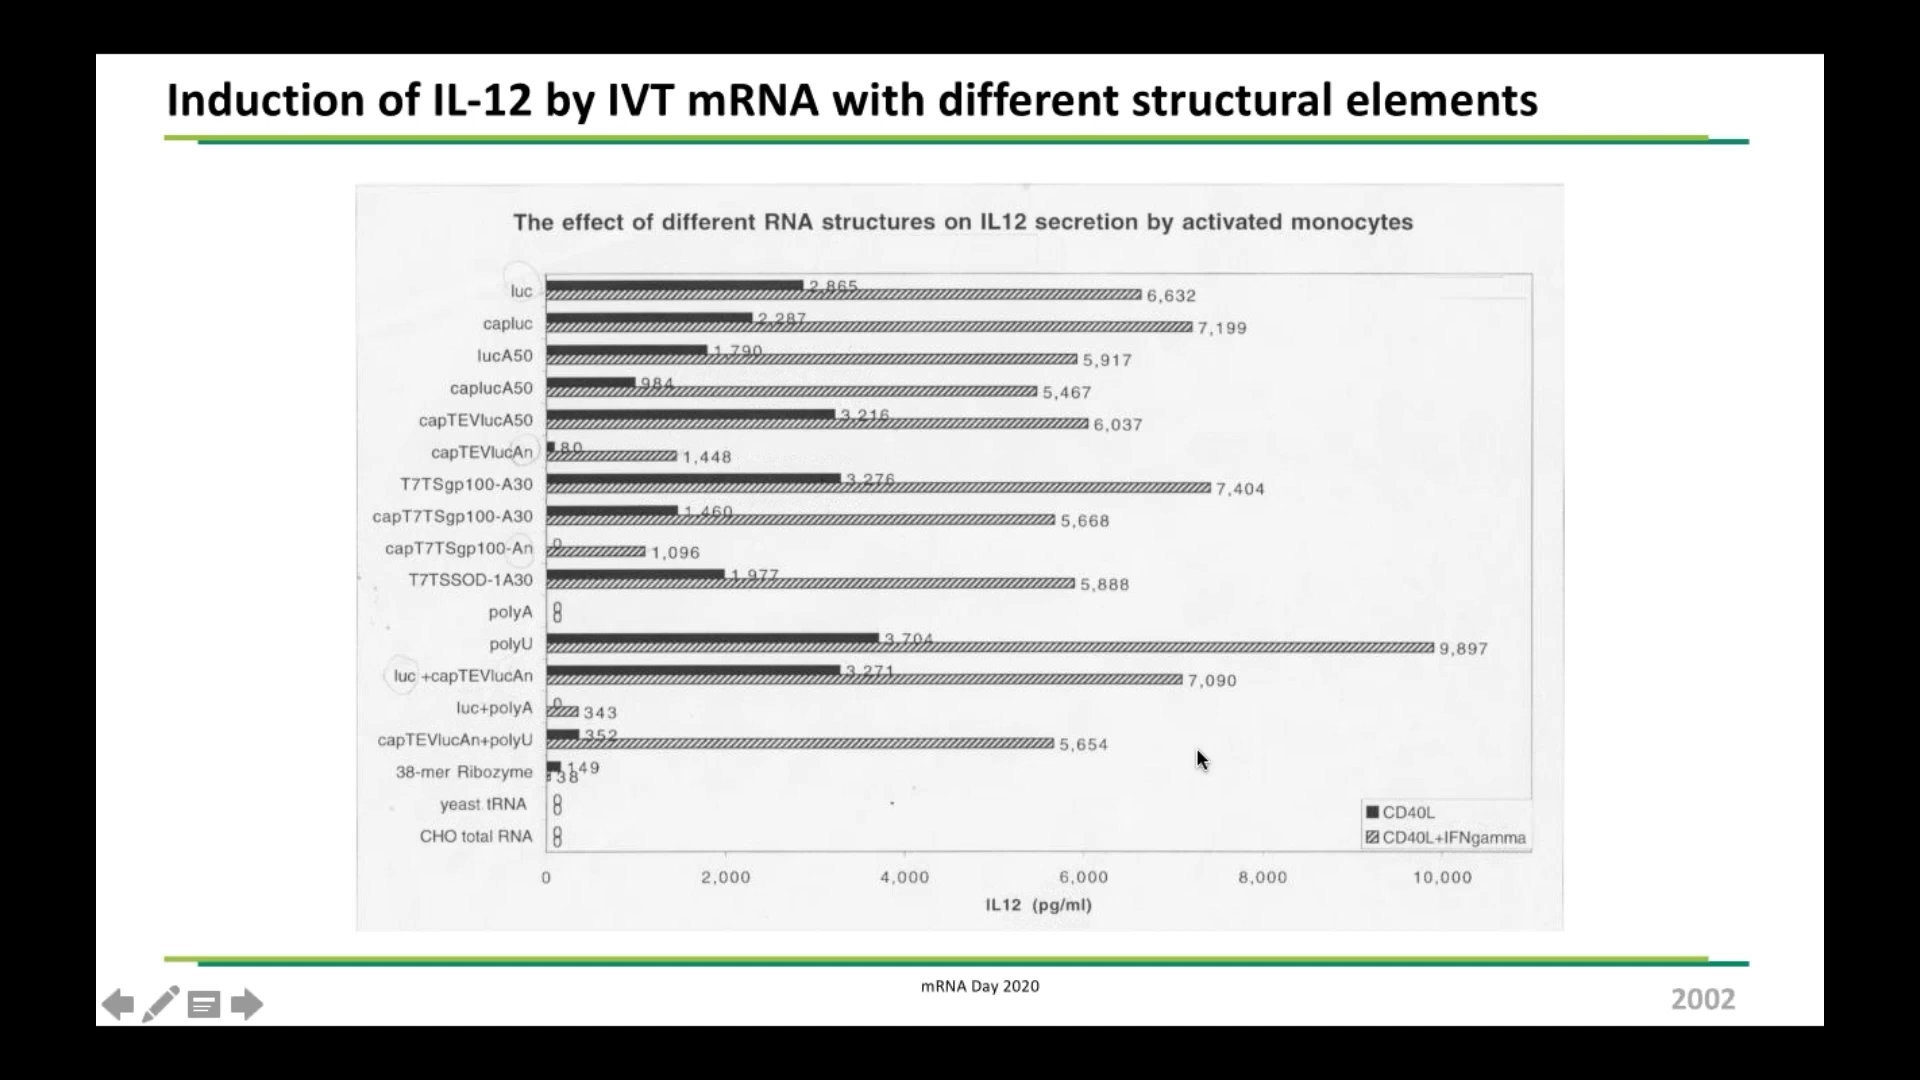 Induction of IL-12 by IVT mRNA with different structural elements
The effect of different RNA structures on IL12 secretion by activated monocytes
luc 2,865 6,632
capluc 2,287 7,199
lucA50 1,790 5,917
caplucA50 984 5,467
capTEVlucA50 3,216 6,037
capTEVlucAn 80 1,448
T7TSgp100-A30 3,276 7,404
capT7TSgp100-A30 1,460 5,668
capT7TSgp100-An 0 1,096
T7TSSOD-1A30 1,977 5,888
polyA 0 0
polyU 3,704 9,897
luc +capTEVlucAn 3,271 7,090
luc+polyA 0 343
capTEVlucAn+polyU 352 5,654
38-mer Ribozyme 149 38
yeast tRNA 0 0
CHO total RNA 0 0
CD40L
CD40L+IFNgamma
0 2,000 4,000 6,000 8,000 10,000
IL12 (pg/ml)
mRNA Day 2020
2002